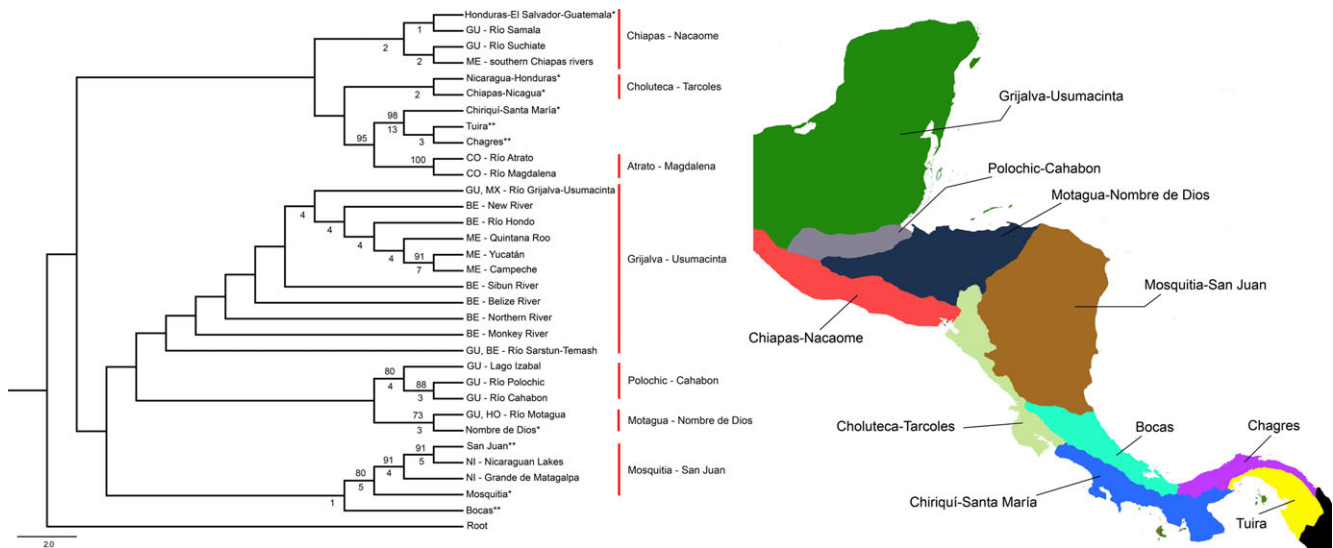 Honduras-El Salvador-Guatemala*
1
GU - Río Samala
2
GU - Río Suchiate
2
ME - southern Chiapas rivers
Chiapas - Nacaome
Nicaragua-Honduras*
2
Chiapas-Nicagua*
Choluteca - Tarcoles
Chiriquí-Santa María*
98
13
Tuira**
3
Chagres**
95
CO - Río Atrato
100
CO - Río Magdalena
Atrato - Magdalena
GU, MX - Río Grijalva-Usumacinta
4
BE - New River
4
BE - Río Hondo
4
ME - Quintana Roo
4
ME - Yucatán
91
7
ME - Campeche
BE - Sibun River
Grijalva - Usumacinta
BE - Belize River
BE - Northern River
BE - Monkey River
GU, BE - Río Sarstun-Temash
GU - Lago Izabal
80
4
GU - Río Polochic
88
3
GU - Río Cahabon
Polochic - Cahabon
GU, HO - Río Motagua
73
3
Nombre de Dios*
Motagua - Nombre de Dios
San Juan**
91
5
NI - Nicaraguan Lakes
91
4
NI - Grande de Matagalpa
80
5
Mosquitia*
Mosquitia - San Juan
1
Bocas**
Root
2.0
Grijalva-Usumacinta
Polochic-Cahabon
Motagua-Nombre de Dios
Mosquitia-San Juan
Chiapas-Nacaome
Choluteca-Tarcoles
Bocas
Chagres
Chiriquí-Santa María
Tuira